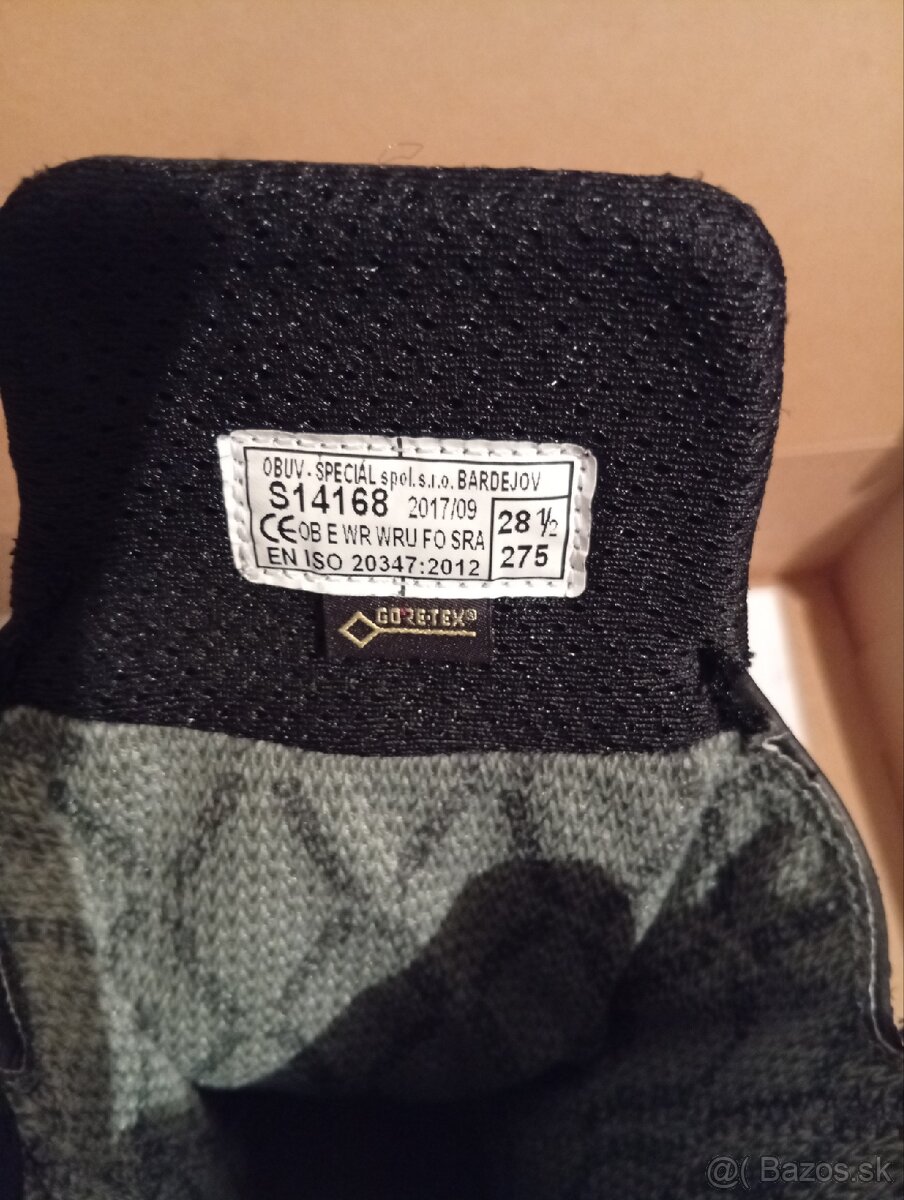 OBUV - SPECIÁL spol.s.r.o. BARDEJOV
S14168 2017/09
CE OB E WR WRU FO SRA
EN ISO 20347:2012
28 ½
275
GORE-TEX®
@( Bazos.sk